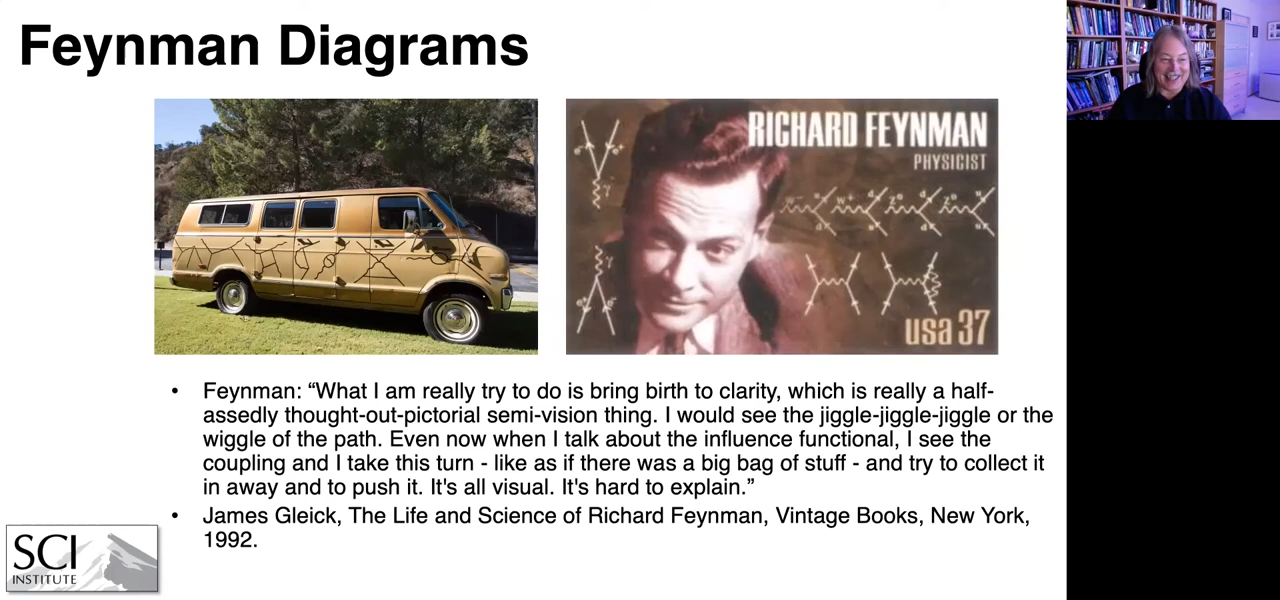 Feynman Diagrams
RICHARD FEYNMAN
PHYSICIST
usa 37
• Feynman: “What I am really try to do is bring birth to clarity, which is really a half-
assedly thought-out-pictorial semi-vision thing. I would see the jiggle-jiggle-jiggle or the
wiggle of the path. Even now when I talk about the influence functional, I see the
coupling and I take this turn - like as if there was a big bag of stuff - and try to collect it
in away and to push it. It's all visual. It's hard to explain.”
• James Gleick, The Life and Science of Richard Feynman, Vintage Books, New York,
1992.
SCI
INSTITUTE